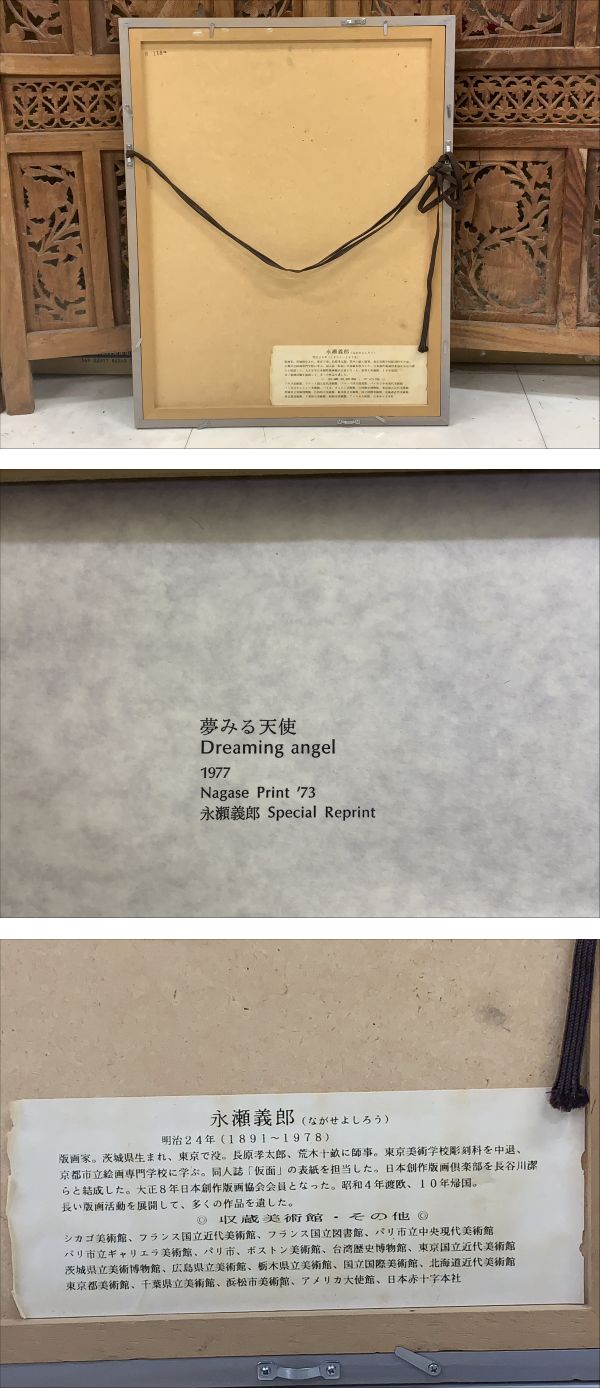 夢みる天使
Dreaming angel
1977
Nagase Print '73
永瀬義郎 Special Reprint
永瀬義郎（ながせよしろう）
明治２４年（１８９１～１９７８）
版画家。茨城県生まれ、東京で没。長原孝太郎、荒木十畝に師事。東京美術学校彫刻科を中退、
京都市立絵画専門学校に学ぶ。同人誌「仮面」の表紙を担当した。日本創作版画倶楽部を長谷川潔
らと結成した。大正８年日本創作版画協会会員となった。昭和４年渡欧、１０年帰国。
長い版画活動を展開して、多くの作品を遺した。
◎ 収蔵美術館・その他 ◎
シカゴ美術館、フランス国立近代美術館、フランス国立図書館、パリ市立中央現代美術館
パリ市立ギャリエラ美術館、パリ市、ボストン美術館、台湾歴史博物館、東京国立近代美術館
茨城県立美術博物館、広島県立美術館、栃木県立美術館、国立国際美術館、北海道近代美術館
東京都美術館、千葉県立美術館、浜松市美術館、アメリカ大使館、日本赤十字本社